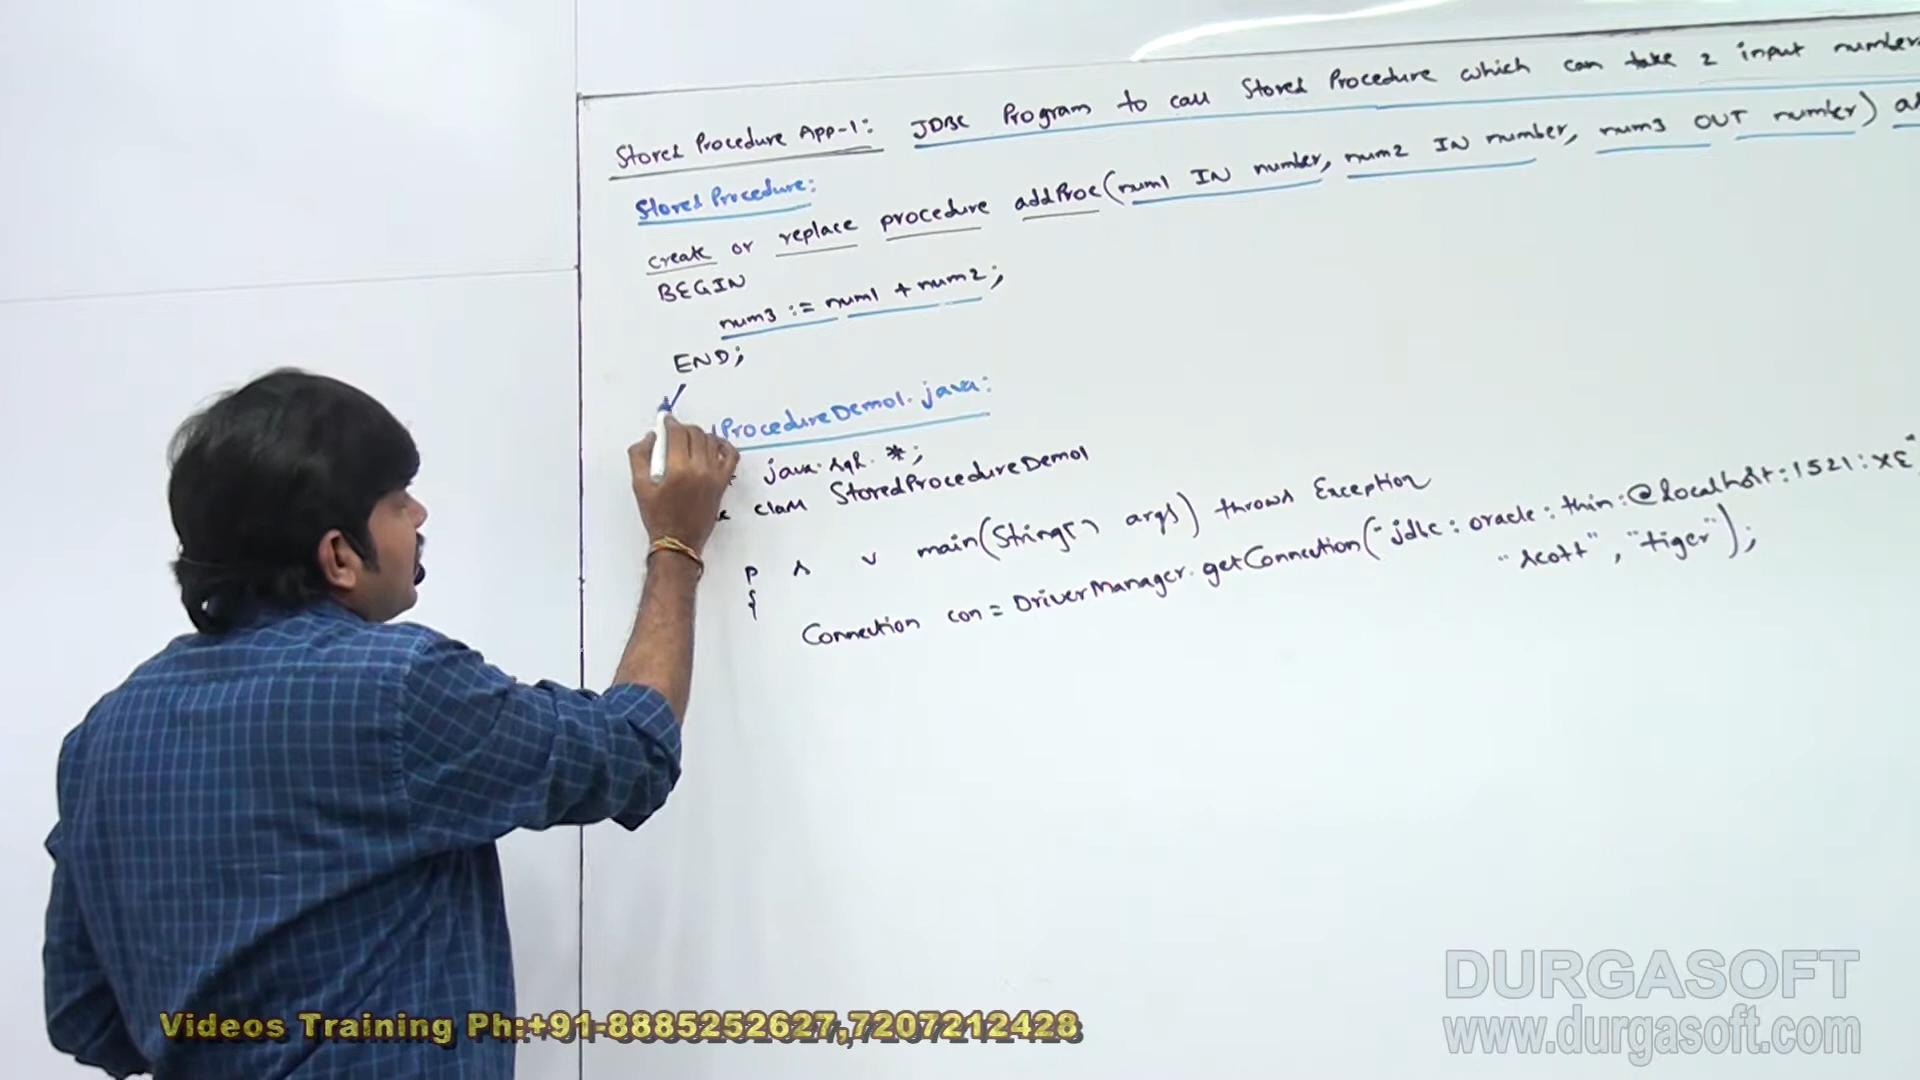 Stored Procedure App-1: JDBC Program to call Stored Procedure which can take 2 input number
Stored Procedure:
create or replace procedure addProc(num1 IN number, num2 IN number, num3 OUT number) as
BEGIN
num3 := num1 + num2;
END;
/
ProcedureDemo1.java:
java.sql.*;
class StoredProcedureDemo1
p s v main(String[] args) throws Exception
{
Connection con = DriverManager.getConnection("jdbc:oracle:thin:@localhost:1521:XE"
"scott", "tiger");
Videos Training Ph:+91-8885252627,7207212428
DURGASOFT
www.durgasoft.com